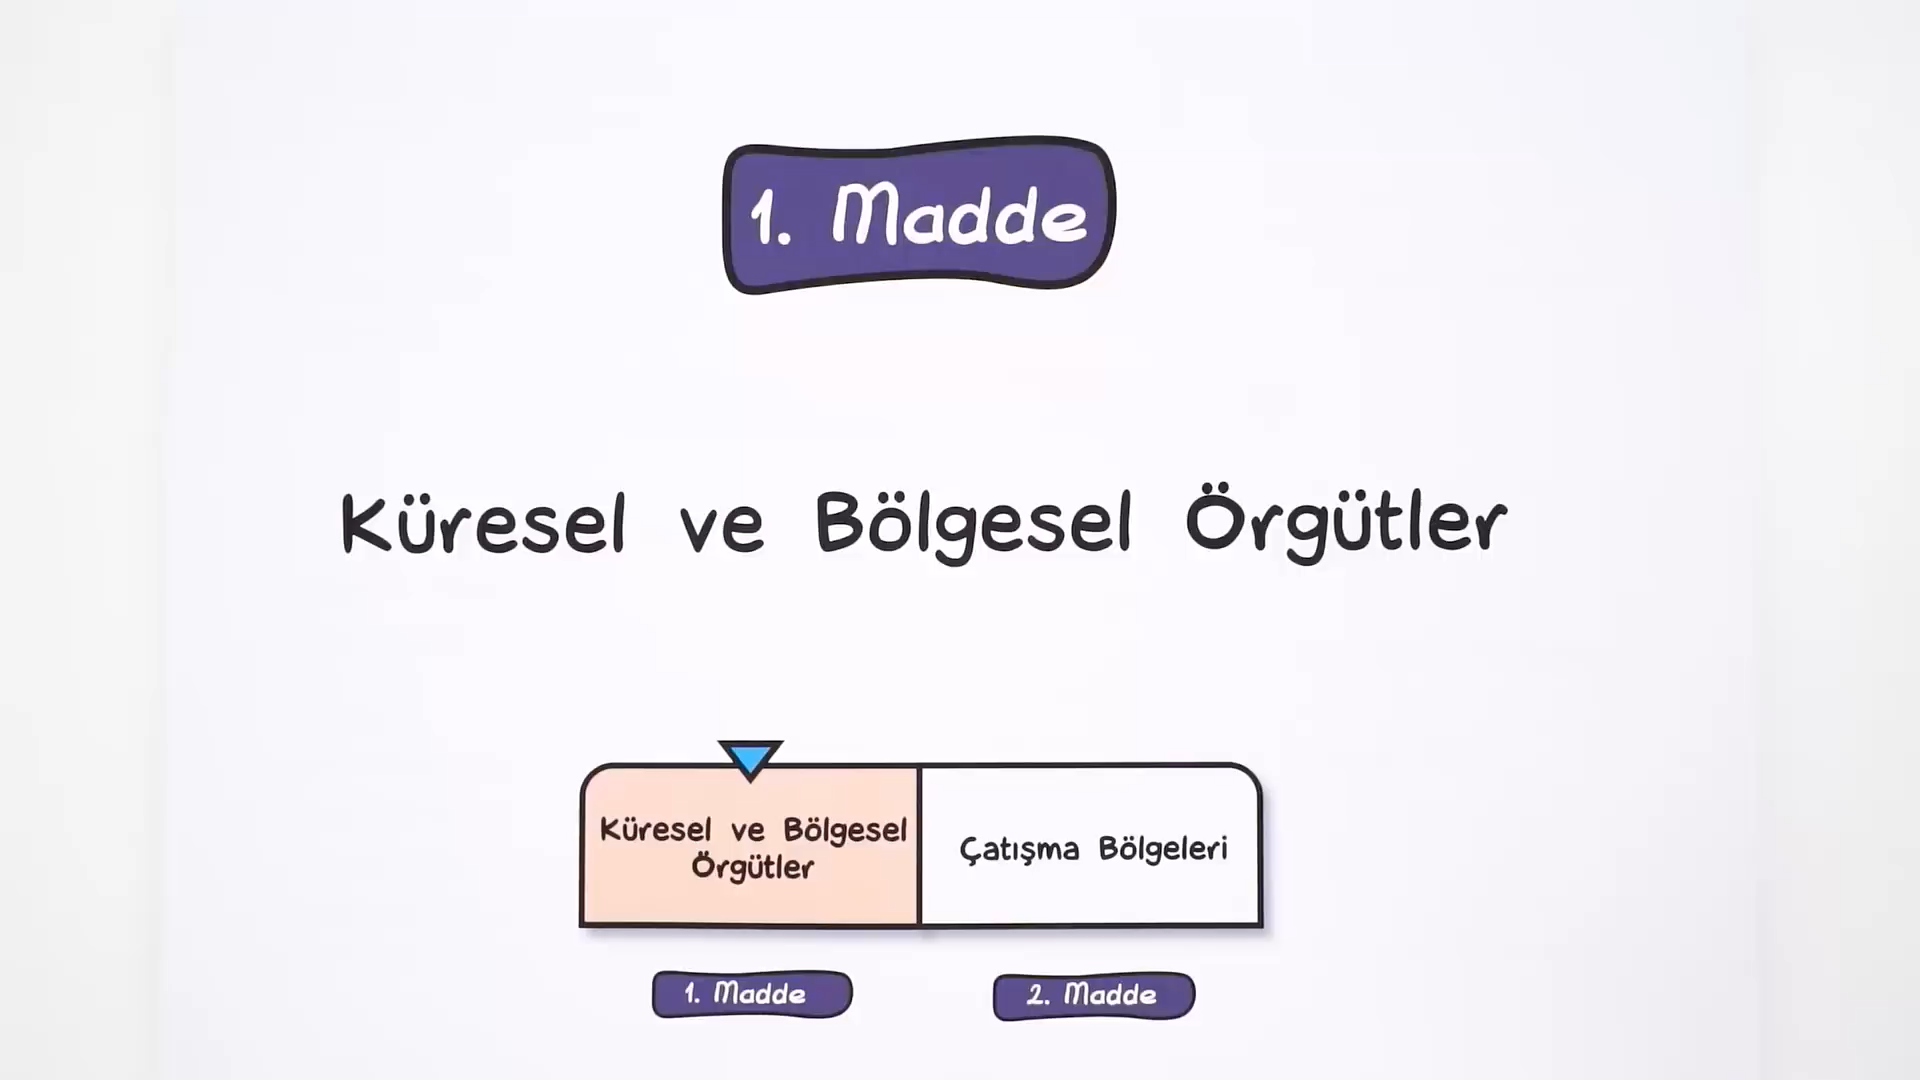 1. Madde
Küresel ve Bölgesel Örgütler
Küresel ve Bölgesel
Örgütler
Çatışma Bölgeleri
1. Madde
2. Madde